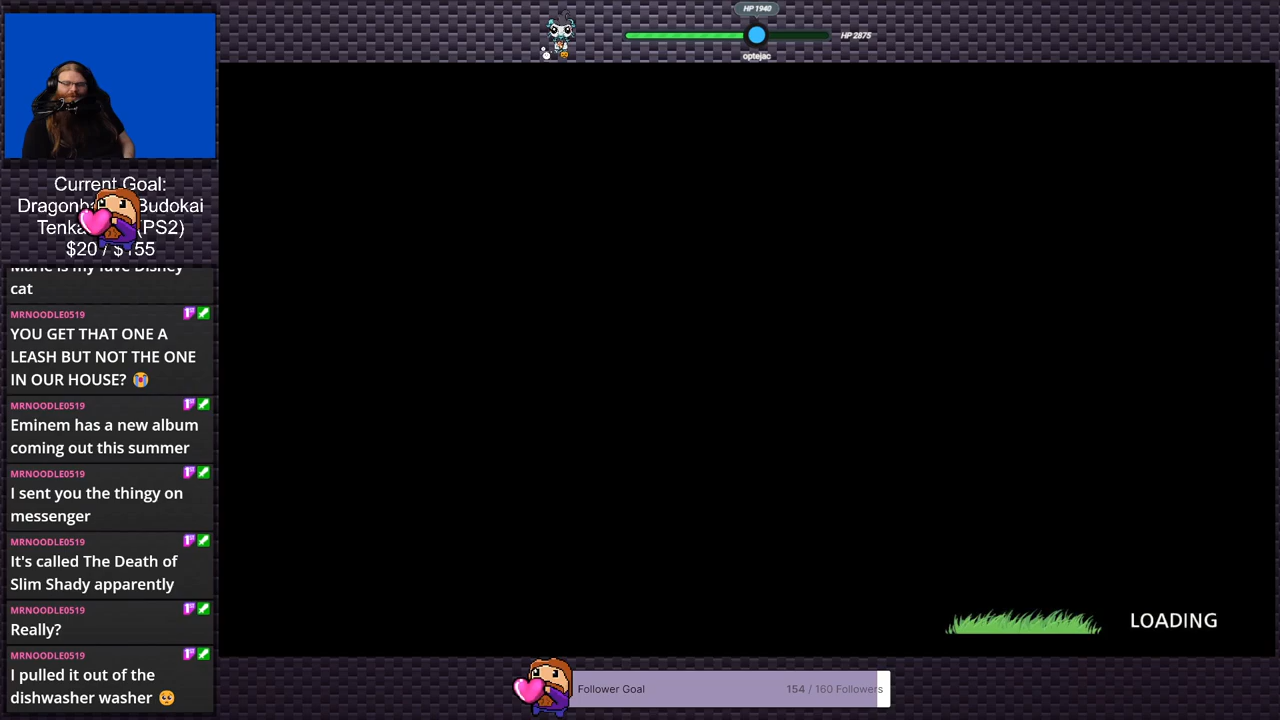 HP 1940
HP 2875
optejac
Current Goal:
Budokai
(PS2)
$20 / $155
cat
MRNOODLE0519
YOU GET THAT ONE A
LEASH BUT NOT THE ONE
IN OUR HOUSE? 😭
MRNOODLE0519
Eminem has a new album
coming out this summer
MRNOODLE0519
I sent you the thingy on
messenger
MRNOODLE0519
It's called The Death of
Slim Shady apparently
MRNOODLE0519
Really?
MRNOODLE0519
I pulled it out of the
dishwasher washer 🥺
LOADING
Follower Goal
154 / 160 Followers